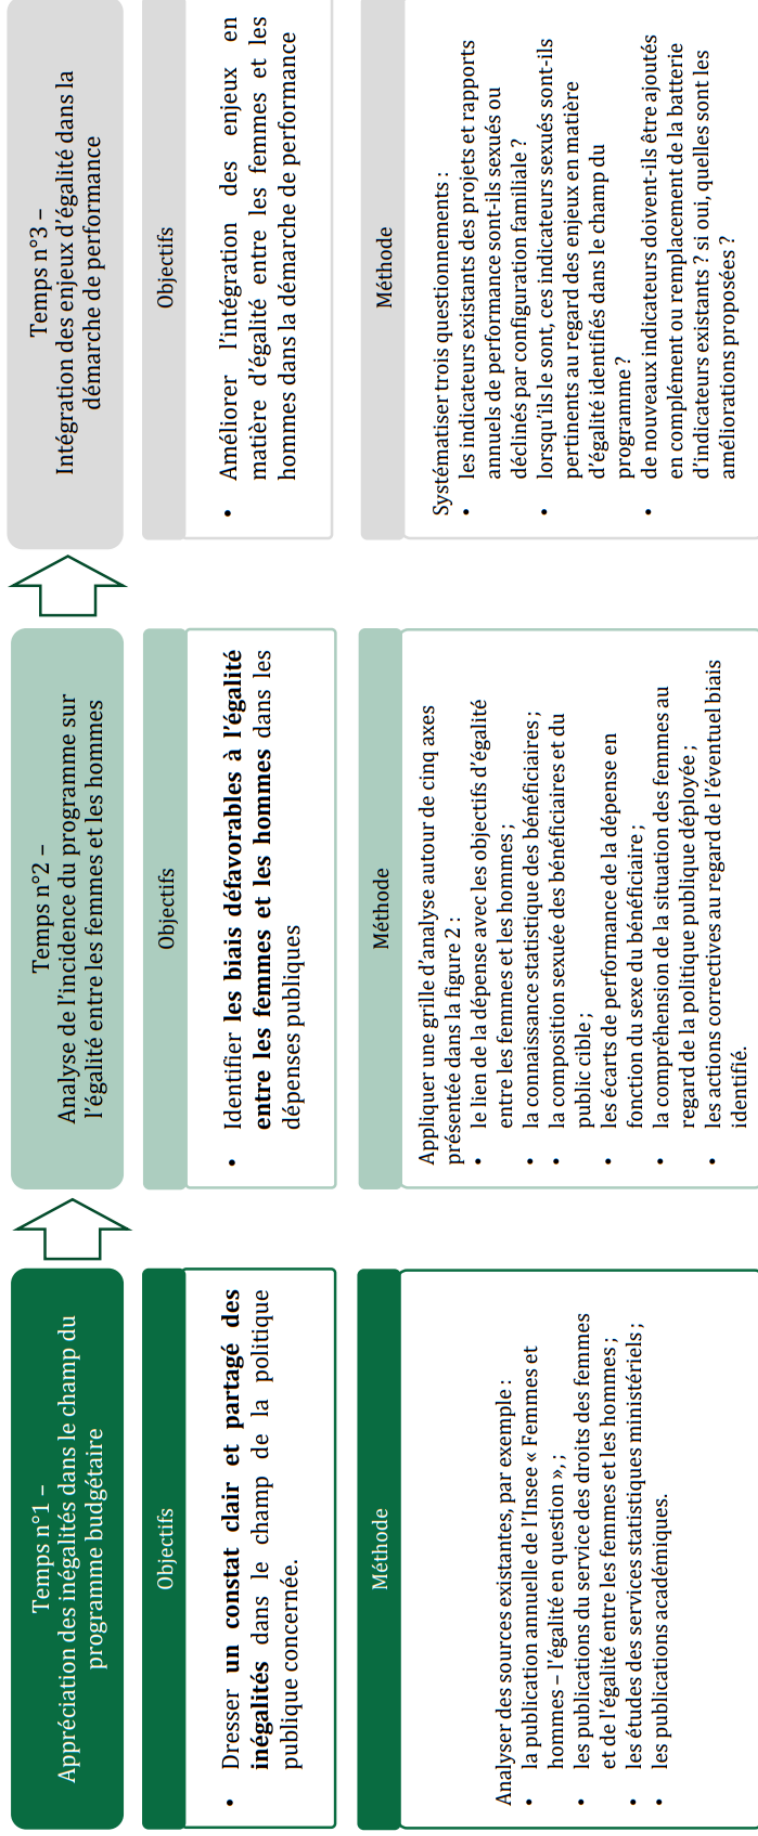 Temps n°1 –
Appréciation des inégalités dans le champ du
programme budgétaire
Objectifs
• Dresser un constat clair et partagé des
inégalités dans le champ de la politique
publique concernée.
Méthode
Analyser des sources existantes, par exemple :
• la publication annuelle de l'Insee « Femmes et
hommes – l'égalité en question », ;
• les publications du service des droits des femmes
et de l'égalité entre les femmes et les hommes ;
• les études des services statistiques ministériels ;
• les publications académiques.
Temps n°2 –
Analyse de l'incidence du programme sur
l'égalité entre les femmes et les hommes
Objectifs
• Identifier les biais défavorables à l'égalité
entre les femmes et les hommes dans les
dépenses publiques
Méthode
Appliquer une grille d'analyse autour de cinq axes
présentée dans la figure 2 :
• le lien de la dépense avec les objectifs d'égalité
entre les femmes et les hommes ;
• la connaissance statistique des bénéficiaires ;
• la composition sexuée des bénéficiaires et du
public cible ;
• les écarts de performance de la dépense en
fonction du sexe du bénéficiaire ;
• la compréhension de la situation des femmes au
regard de la politique publique déployée ;
• les actions correctives au regard de l'éventuel biais
identifié.
Temps n°3 –
Intégration des enjeux d'égalité dans la
démarche de performance
Objectifs
• Améliorer l'intégration des enjeux en
matière d'égalité entre les femmes et les
hommes dans la démarche de performance
Méthode
Systématiser trois questionnements :
• les indicateurs existants des projets et rapports
annuels de performance sont-ils sexués ou
déclinés par configuration familiale ?
• lorsqu'ils le sont, ces indicateurs sexués sont-ils
pertinents au regard des enjeux en matière
d'égalité identifiés dans le champ du
programme ?
• de nouveaux indicateurs doivent-ils être ajoutés
en complément ou remplacement de la batterie
d'indicateurs existants ? si oui, quelles sont les
améliorations proposées ?